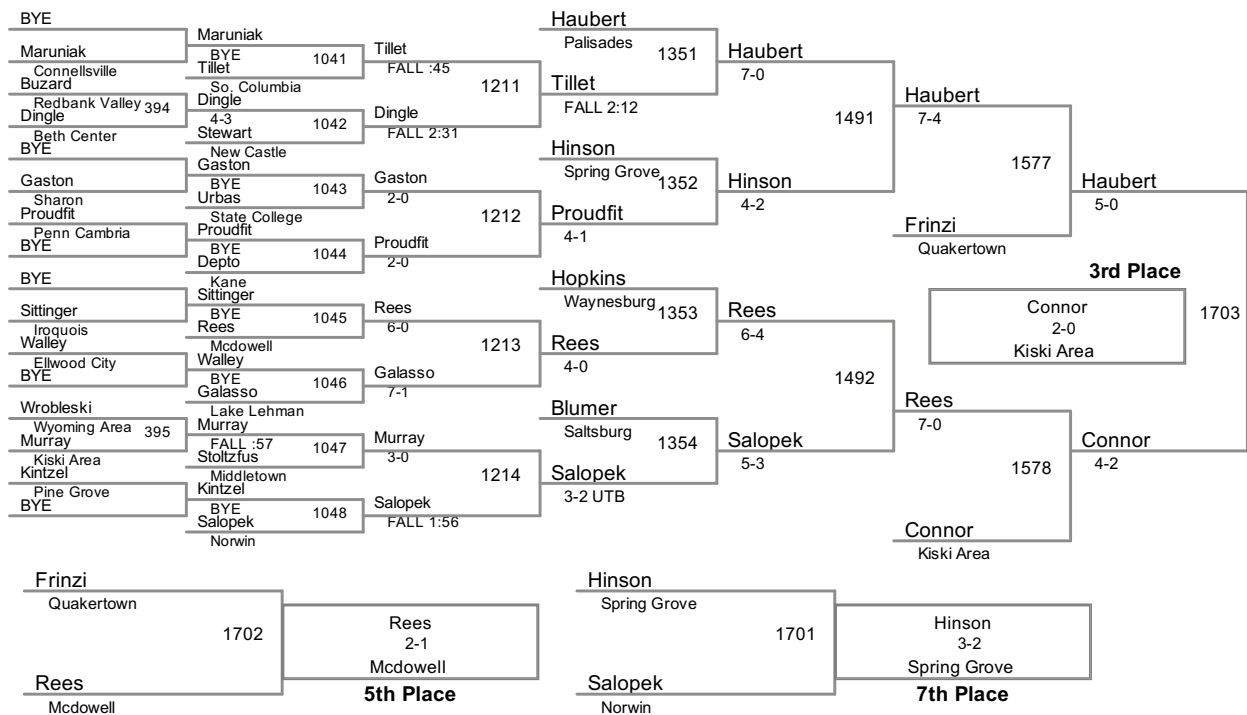 BYE
Maruniak
Connellsville
Buzard
Redbank Valley 394
Dingle
Beth Center
BYE
Gaston
Sharon
Proudfit
Penn Cambria
BYE
BYE
Sittinger
Iroquois
Walley
Ellwood City
BYE
Wrobleski
Wyoming Area 395
Murray
Kiski Area
Kintzel
Pine Grove
BYE
Maruniak
BYE 1041
Tillet
So. Columbia
Dingle
4-3 1042
Stewart
New Castle
Gaston
BYE 1043
Urbas
State College
Proudfit
BYE 1044
Depto
Kane
Sittinger
BYE 1045
Rees
Mcdowell
Walley
BYE 1046
Galasso
Lake Lehman
Murray
FALL :57 1047
Stoltzfus
Middletown
Kintzel
BYE 1048
Salopek
Norwin
Tillet
FALL :45
1211
Dingle
FALL 2:31
Gaston
2-0
1212
Proudfit
2-0
Rees
6-0
1213
Galasso
7-1
Murray
3-0
1214
Salopek
FALL 1:56
Haubert
Palisades 1351
Tillet
FALL 2:12
Hinson
Spring Grove 1352
Proudfit
4-1
Hopkins
Waynesburg 1353
Rees
4-0
Blumer
Saltsburg 1354
Salopek
3-2 UTB
Haubert
7-0
1491
Hinson
4-2
Rees
6-4
1492
Salopek
5-3
Haubert
7-4
1577
Frinzi
Quakertown
Rees
7-0
1578
Connor
Kiski Area
Haubert
5-0
3rd Place
Connor
2-0
Kiski Area
1703
Connor
4-2
Frinzi
Quakertown
1702
Rees
Mcdowell
Rees
2-1
Mcdowell
5th Place
Hinson
Spring Grove
1701
Salopek
Norwin
Hinson
3-2
Spring Grove
7th Place